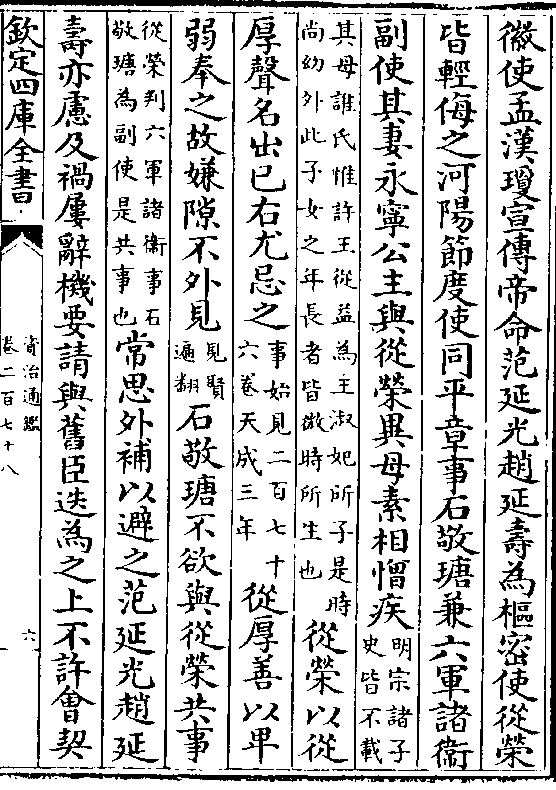 徽使孟漢瓊宣傳帝命范延光趙延壽為樞密使從榮
皆輕侮之河陽節度使同平章事石敬瑭兼六軍諸衛
副使其妻永寧公主與從榮異母素相憎疾明宗諸子史皆不載
其母誰氏惟許王從益為王淑妃所子是時尚幼外此子女之年長者皆微時所生也從榮以從
厚聲名出已右尤忌之事始見二百七十六卷天成三年從厚善以卑
弱奉之故嫌隙不外見見賢遍翻石敬瑭不欲與從榮共事
從榮判六軍諸衛事石敬瑭為副使是共事也常思外補以避之范延光趙延
壽亦慮及禍屢辭機要請與舊臣迭為之上不許會契
欽定四庫全書
資治通鑑
卷二百七十八
六